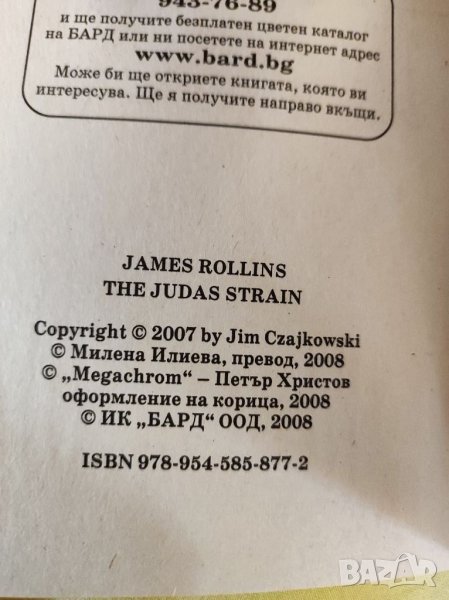 943-76-89
и ще получите безплатен цветен каталог
на БАРД или ни посетете на интернет адрес
www.bard.bg
Може би ще откриете книгата, която ви
интересува. Ще я получите направо вкъщи.
JAMES ROLLINS
THE JUDAS STRAIN
Copyright © 2007 by Jim Czajkowski
© Милена Илиева, превод, 2008
© „Megachrom“ – Петър Христов
оформление на корица, 2008
© ИК „БАРД“ ООД, 2008
ISBN 978-954-585-877-2
BAZAR